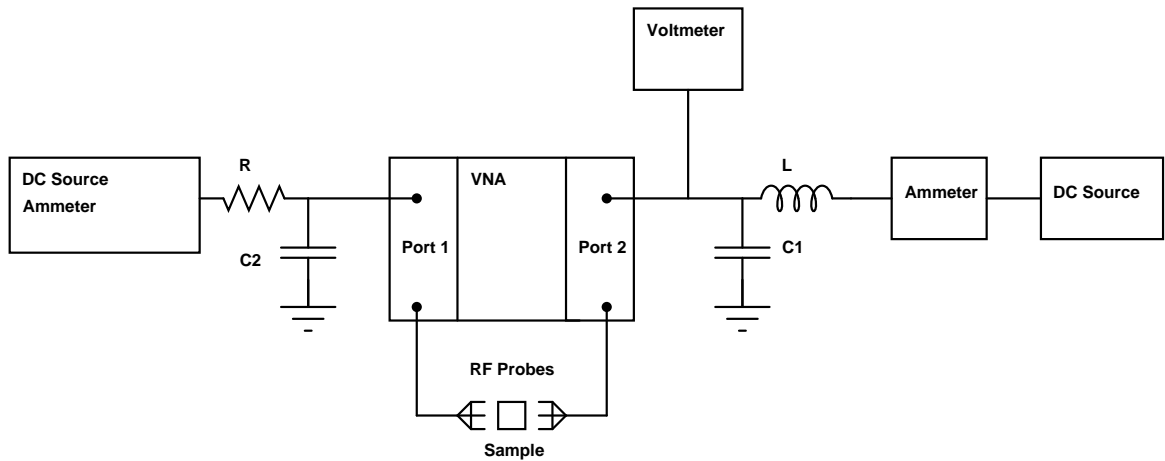 Voltmeter
DC Source
Ammeter
R
C2
VNA
Port 1
Port 2
L
C1
Ammeter
DC Source
RF Probes
Sample